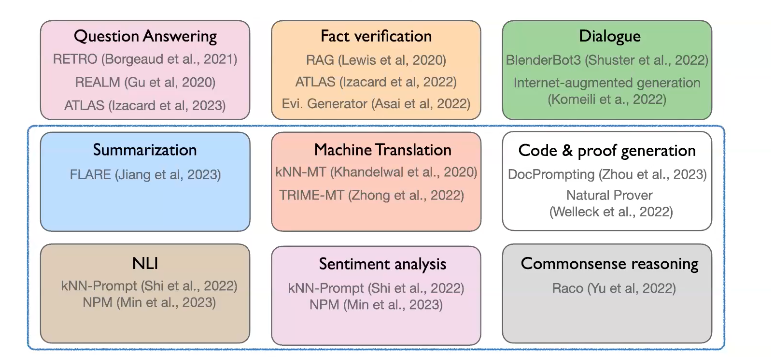 Question Answering
RETRO (Borgeaud et al., 2021)
REALM (Gu et al, 2020)
ATLAS (Izacard et al, 2023)
Fact verification
RAG (Lewis et al, 2020)
ATLAS (Izacard et al, 2022)
Evi. Generator (Asai et al, 2022)
Dialogue
BlenderBot3 (Shuster et al., 2022)
Internet-augmented generation
(Komeili et a., 2022)
Summarization
FLARE (Jiang et al, 2023)
Machine Translation
kNN-MT (Khandelwal et al., 2020)
TRIME-MT (Zhong et al., 2022)
Code & proof generation
DocPrompting (Zhou et al., 2023)
Natural Prover
(Welleck et al., 2022)
NLI
kNN-Prompt (Shi et al., 2022)
NPM (Min et al., 2023)
Sentiment analysis
kNN-Prompt (Shi et al., 2022)
NPM (Min et al., 2023)
Commonsense reasoning
Raco (Yu et al, 2022)